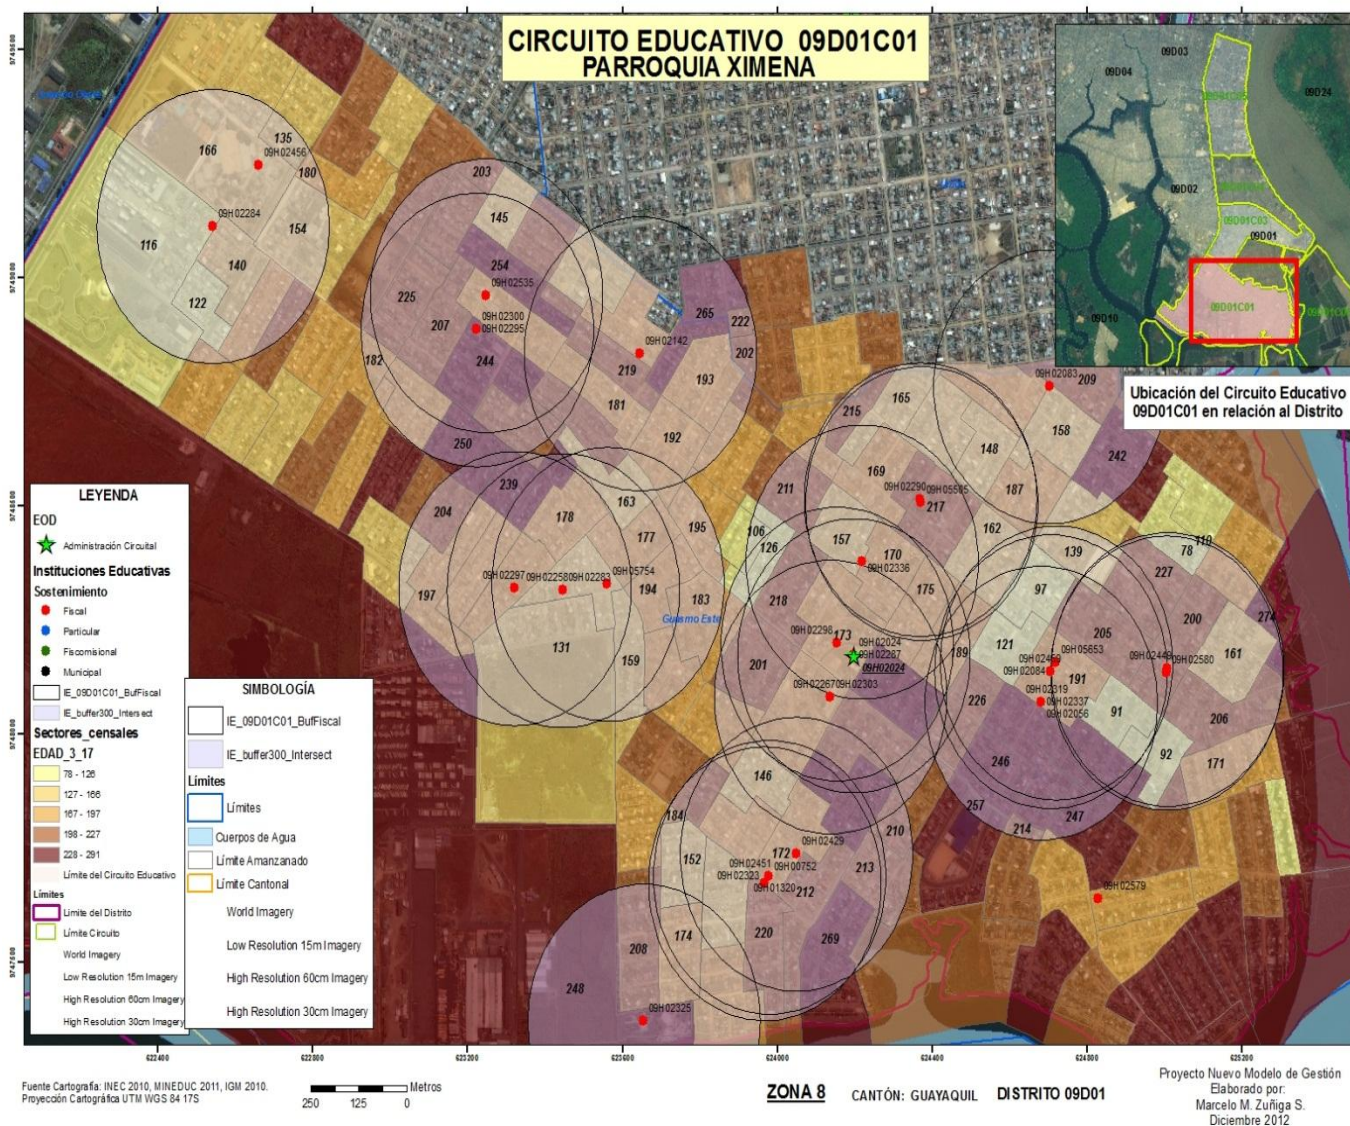 CIRCUITO EDUCATIVO 09D01C01
PARROQUIA XIMENA
09D03
09D04
09D24
09D02
09D01C03
09D01
09D01C01
09D10
Ubicación del Circuito Educativo
09D01C01 en relación al Distrito
166
135
09H02456
180
09H02284
154
116
140
122
203
145
254
09H02535
225
207
09H02300
09H02295
244
182
250
265
222
09H02142
202
219
193
181
192
09H02083
209
215
165
158
148
242
239
204
163
178
195
177
211
169
09H02290
09H05565
187
217
162
106
126
157
170
09H02336
139
78
110
09H02297
09H02258
09H02283
09H05754
197
194
183
175
97
227
218
Guasmo Este
131
159
09H02298
173
09H02024
09H02287
09H02024
201
189
121
205
200
274
09H02459
09H05653
09H02084
191
09H02449
09H02580
161
09H02267
09H02303
226
09H02319
09H02337
09H02056
91
206
246
92
171
146
257
214
247
184
210
152
172
09H02429
09H02451
09H00752
09H02323
09H01320
213
212
09H02579
174
220
269
208
248
09H02325
LEYENDA
EOD
Administración Circuital
Instituciones Educativas
Sostenimiento
Fiscal
Particular
Fiscomisional
Municipal
IE_09D01C01_BufFiscal
IE_buffer300_Intersect
Sectores_censales
EDAD_3_17
78 - 126
127 - 166
167 - 197
198 - 227
228 - 291
Límite del Circuito Educativo
Límites
Límite del Distrito
Límite Circuito
World Imagery
Low Resolution 15m Imagery
High Resolution 60cm Imagery
High Resolution 30cm Imagery
SIMBOLOGÍA
IE_09D01C01_BufFiscal
IE_buffer300_Intersect
Límites
Límites
Cuerpos de Agua
Límite Amanzanado
Límite Cantonal
World Imagery
Low Resolution 15m Imagery
High Resolution 60cm Imagery
High Resolution 30cm Imagery
622400
622800
623200
623600
624000
624400
624800
625200
Fuente Cartografía: INEC 2010, MINEDUC 2011, IGM 2010.
Proyección Cartográfica UTM WGS 84 17S
Metros
250 125 0
ZONA 8 CANTÓN: GUAYAQUIL DISTRITO 09D01
Proyecto Nuevo Modelo de Gestión
Elaborado por:
Marcelo M. Zuñiga S.
Diciembre 2012